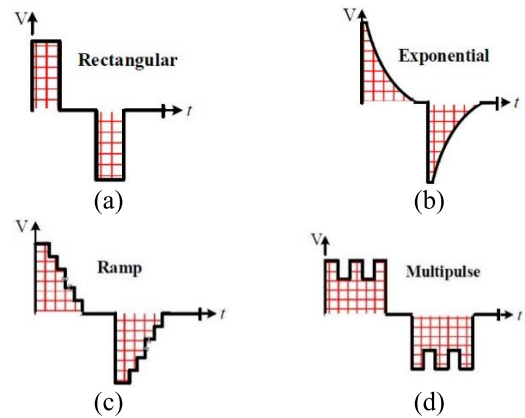 V
Rectangular
t
(a)
V
Exponential
t
(b)
V
Ramp
t
(c)
V
Multipulse
t
(d)